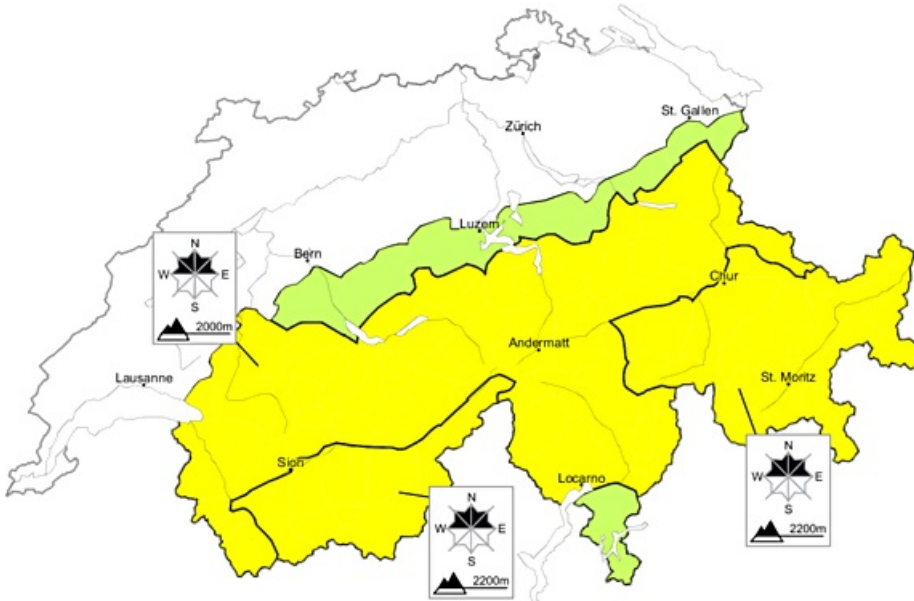 St. Gallen
Zürich
Luzern
Bern
N
W E
S
2000m
Chur
Andermatt
Lausanne
St. Moritz
Sion
Locarno
N
W E
S
2200m
N
W E
S
2200m